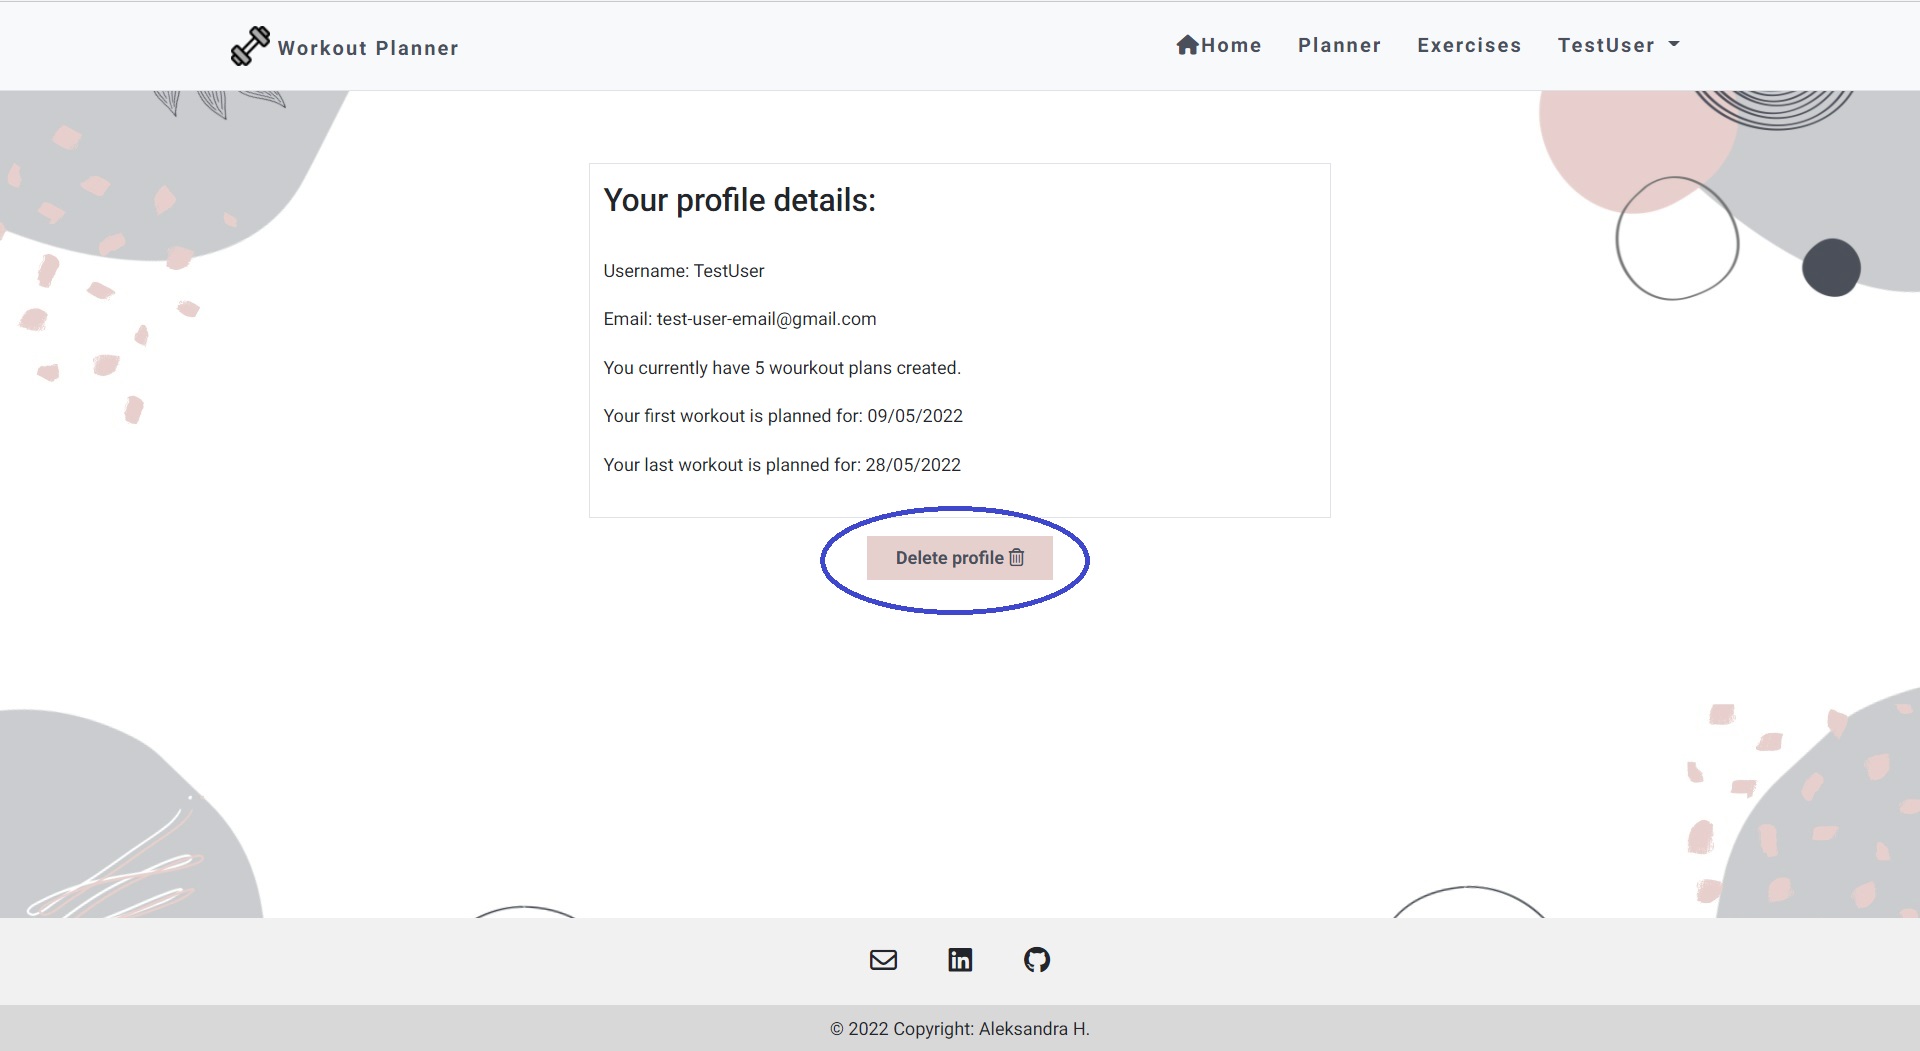 Workout Planner
Home Planner Exercises TestUser
Your profile details:
Username: TestUser
Email: test-user-email@gmail.com
You currently have 5 wourkout plans created.
Your first workout is planned for: 09/05/2022
Your last workout is planned for: 28/05/2022
Delete profile
in
© 2022 Copyright: Aleksandra H.